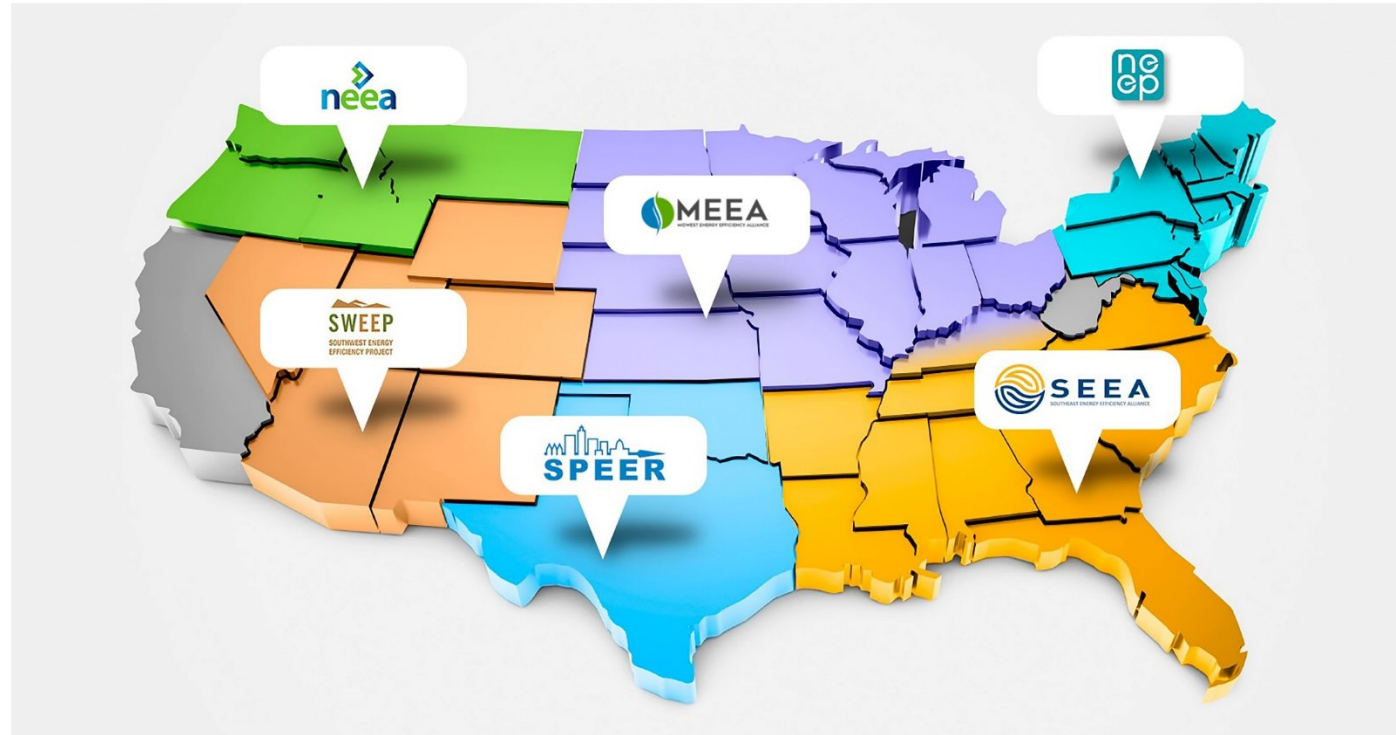 neea
ne
ep
MEEA
MIDWEST ENERGY EFFICIENCY ALLIANCE
SWEEP
SOUTHWEST ENERGY
EFFICIENCY PROJECT
SEEA
SOUTHEAST ENERGY EFFICIENCY ALLIANCE
SPEER